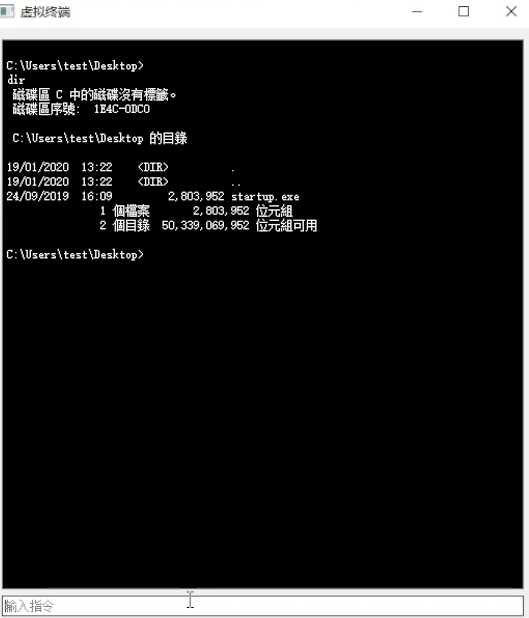 虚拟终端
C:\Users\test\Desktop>
dir
磁碟區 C 中的磁碟沒有標籤。
磁碟區序號: 1E4C-0DC0
C:\Users\test\Desktop 的目錄
19/01/2020 13:22 <DIR> .
19/01/2020 13:22 <DIR> ..
24/09/2019 16:09 2,803,952 startup.exe
1 個檔案 2,803,952 位元組
2 個目錄 50,339,069,952 位元組可用
C:\Users\test\Desktop>
輸入指令